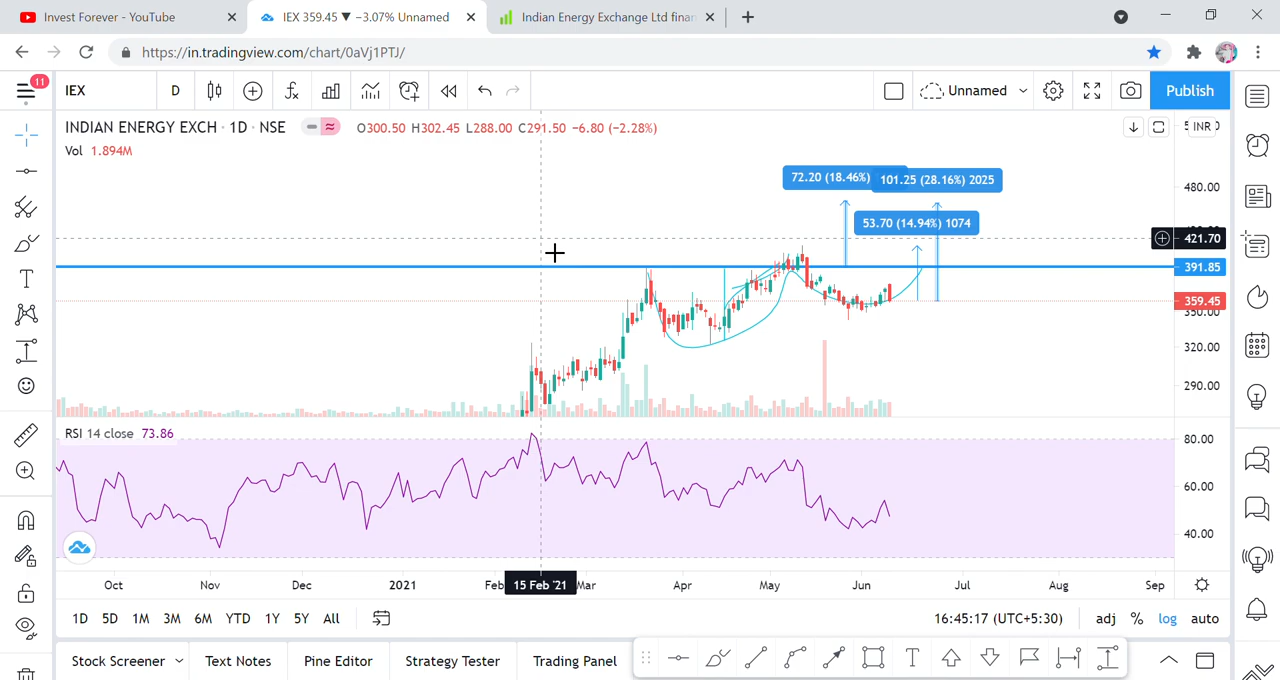 Invest Forever - YouTube
IEX 359.45 ▼ −3.07% Unnamed
Indian Energy Exchange Ltd finan
https://in.tradingview.com/chart/0aVj1PTJ/
11
IEX
D
Unnamed
Publish
INDIAN ENERGY EXCH · 1D · NSE
O300.50 H302.45 L288.00 C291.50 −6.80 (−2.28%)
INR
Vol 1.894M
72.20 (18.46%)
101.25 (28.16%) 2025
480.00
53.70 (14.94%) 1074
421.70
391.85
359.45
350.00
320.00
290.00
RSI 14 close 73.86
80.00
60.00
40.00
Oct
Nov
Dec
2021
Feb
15 Feb '21
Mar
Apr
May
Jun
Jul
Aug
Sep
1D 5D 1M 3M 6M YTD 1Y 5Y All
16:45:17 (UTC+5:30)
adj % log auto
Stock Screener
Text Notes
Pine Editor
Strategy Tester
Trading Panel